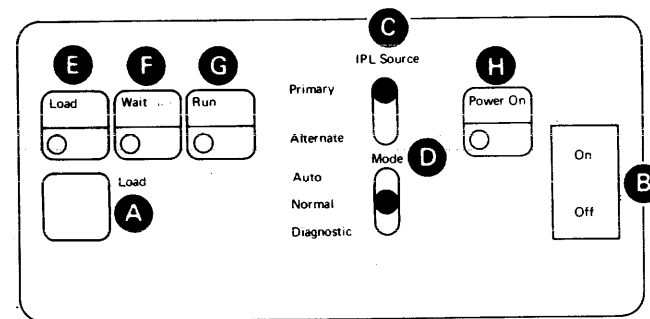 C
IPL Source
E
F
G
H
Load
Wait
Run
Primary
Power On
Alternate
Mode
D
On
Load
Auto
A
Normal
B
Off
Diagnostic